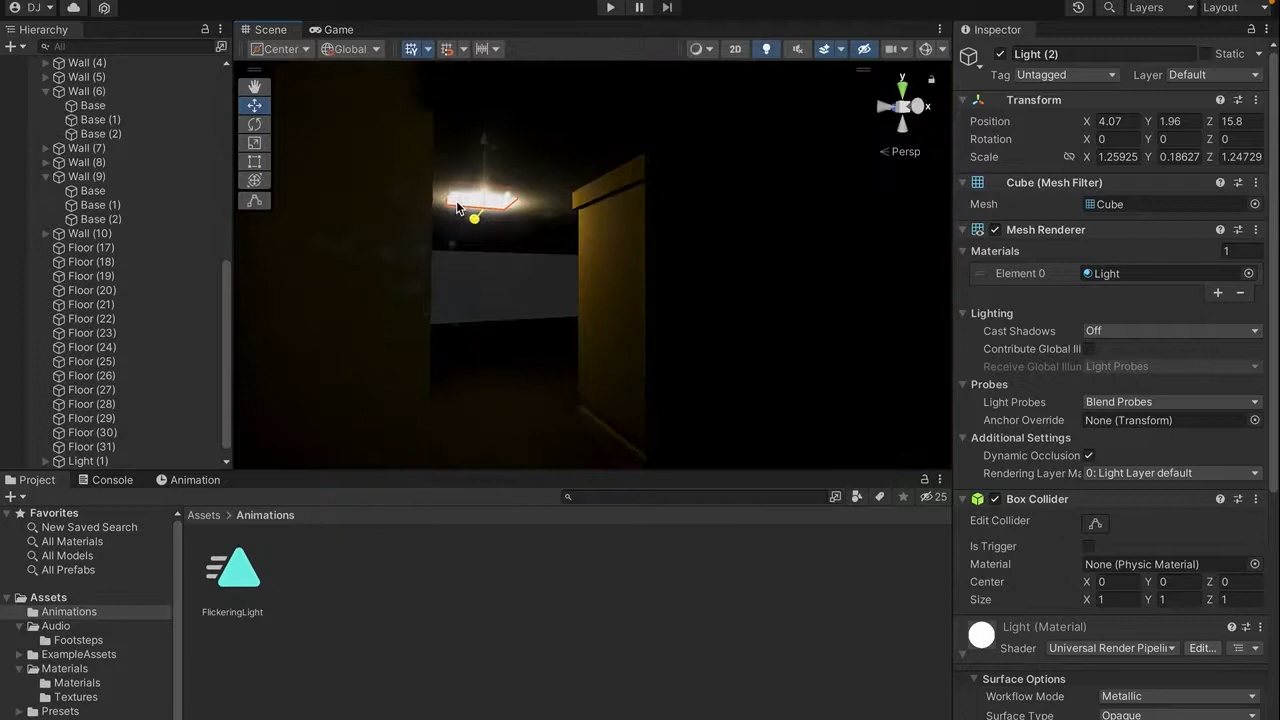 DJ
Layers
Layout
Hierarchy
All
Wall (4)
Wall (5)
Wall (6)
Base
Base (1)
Base (2)
Wall (7)
Wall (8)
Wall (9)
Base
Base (1)
Base (2)
Wall (10)
Floor (17)
Floor (18)
Floor (19)
Floor (20)
Floor (21)
Floor (22)
Floor (23)
Floor (24)
Floor (25)
Floor (26)
Floor (27)
Floor (28)
Floor (29)
Floor (30)
Floor (31)
Light (1)
Scene
Game
Center
Global
2D
y
x
< Persp
Inspector
Light (2)
Static
Tag Untagged
Layer Default
Transform
Position X 4.07 Y 1.96 Z 15.8
Rotation X 0 Y 0 Z 0
Scale X 1.25925 Y 0.18627 Z 1.24729
Cube (Mesh Filter)
Mesh Cube
Mesh Renderer
Materials 1
Element 0 Light
Lighting
Cast Shadows Off
Contribute Global Ill
Receive Global Illun Light Probes
Probes
Light Probes Blend Probes
Anchor Override None (Transform)
Additional Settings
Dynamic Occlusion
Rendering Layer Ma 0: Light Layer default
Box Collider
Edit Collider
Is Trigger
Material None (Physic Material)
Center X 0 Y 0 Z 0
Size X 1 Y 1 Z 1
Light (Material)
Shader Universal Render Pipeli Edit...
Surface Options
Workflow Mode Metallic
Surface Type Opaque
Project
Console
Animation
25
Favorites
New Saved Search
All Materials
All Models
All Prefabs
Assets
Animations
Audio
Footsteps
ExampleAssets
Materials
Materials
Textures
Presets
Assets > Animations
FlickeringLight